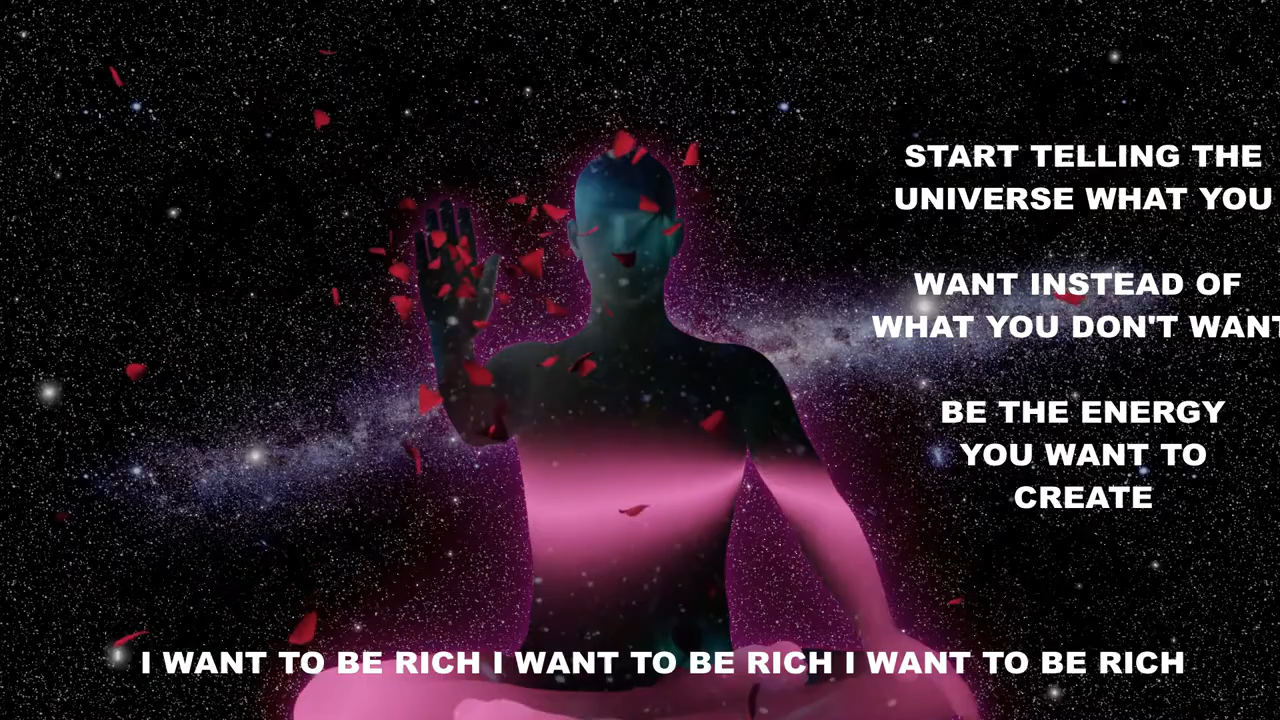 START TELLING THE
UNIVERSE WHAT YOU
WANT INSTEAD OF
WHAT YOU DON'T WANT
BE THE ENERGY
YOU WANT TO
CREATE
I WANT TO BE RICH I WANT TO BE RICH I WANT TO BE RICH